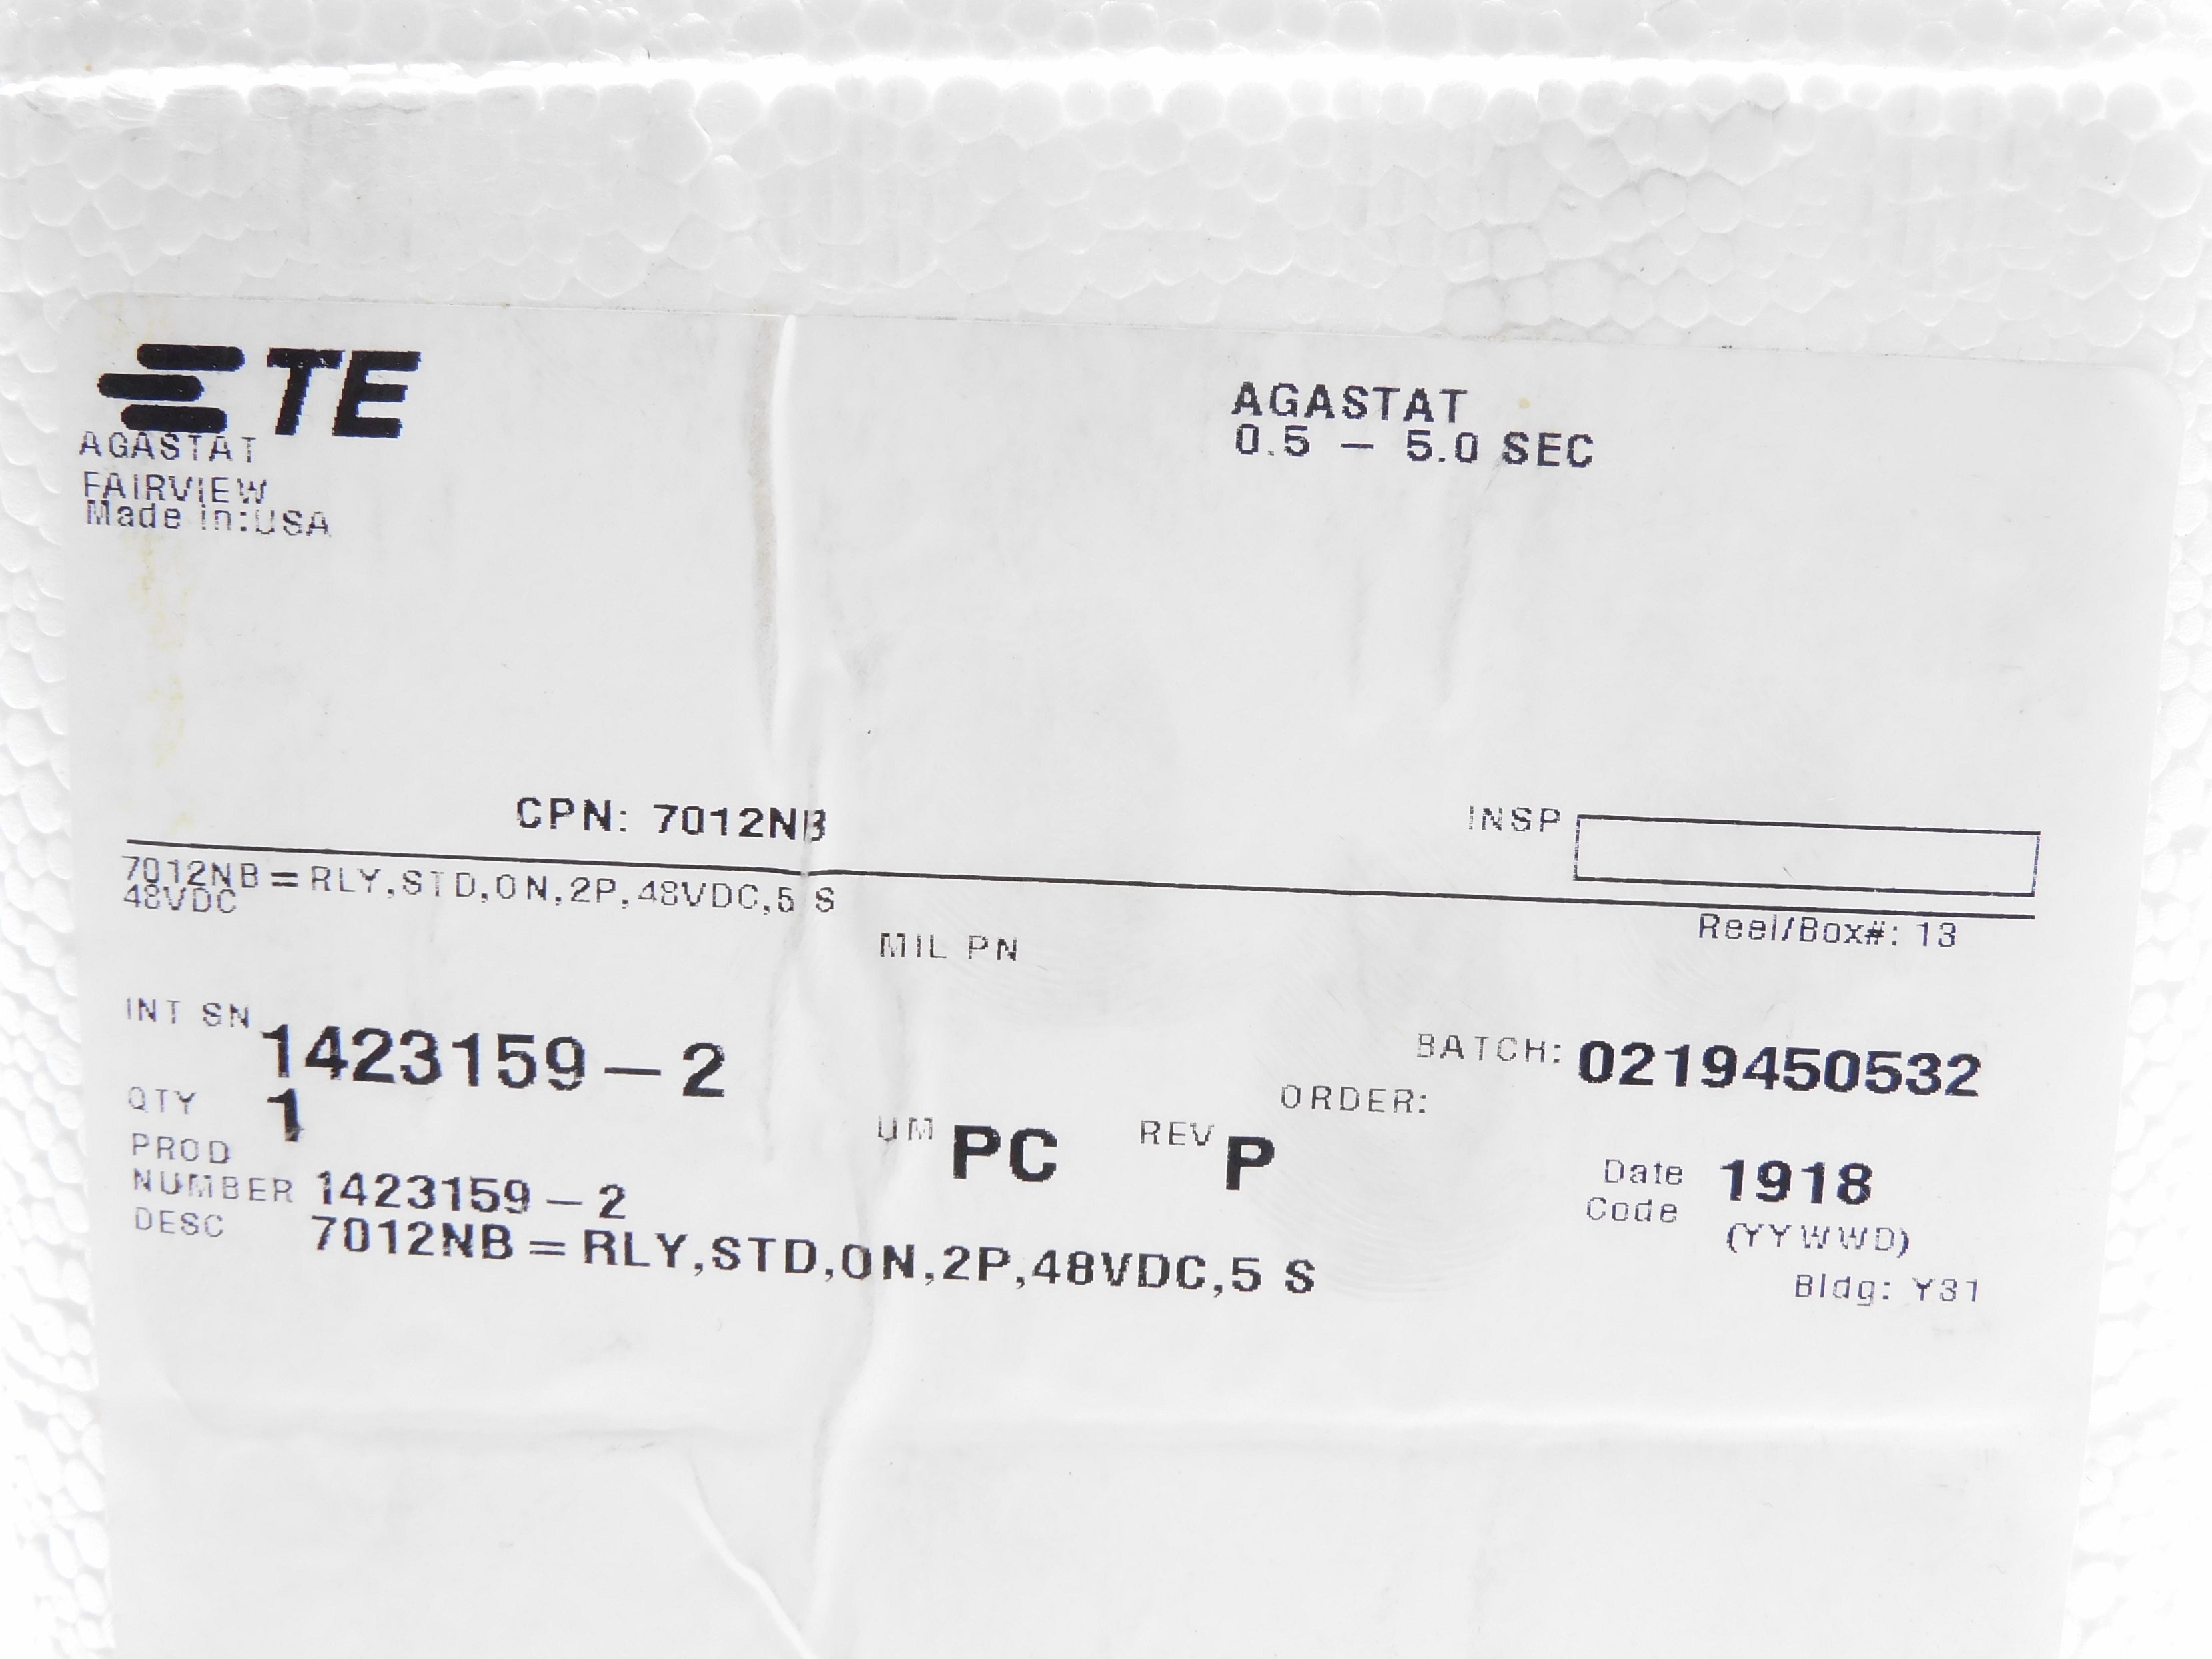 TE
AGASTAT
FAIRVIEW
Made in:USA
AGASTAT
0.5 – 5.0 SEC
CPN: 7012NB
INSP
7012NB=RLY,STD,ON,2P,48VDC,5 S
48VDC
Reel/Box#: 13
MIL PN
INT SN 1423159–2
BATCH: 0219450532
QTY 1
ORDER:
UM PC
REV P
PROD
NUMBER 1423159–2
Date
Code 1918
(YYWWD)
DESC 7012NB=RLY,STD,ON,2P,48VDC,5 S
Bldg: Y31